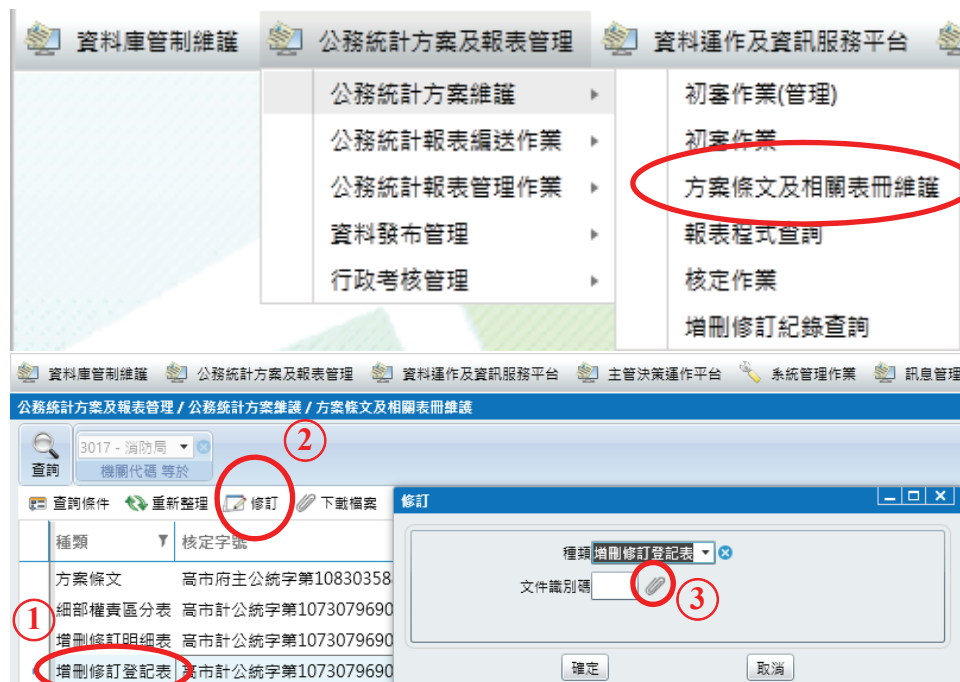 資料庫管制維護 公務統計方案及報表管理 資料運作及資訊服務平台
公務統計方案維護
公務統計報表編送作業
公務統計報表管理作業
資料發布管理
行政考核管理
初審作業(管理)
初審作業
方案條文及相關表冊維護
報表程式查詢
核定作業
增刪修訂紀錄查詢
資料庫管制維護 公務統計方案及報表管理 資料運作及資訊服務平台 主管決策運作平台 系統管理作業 訊息管理
公務統計方案及報表管理 / 公務統計方案維護 / 方案條文及相關表冊維護
查詢
3017 - 消防局
機關代碼 等於
②
查詢條件 重新整理 修訂 下載檔案
種類 核定字號
方案條文 高市府主公統字第10830358
細部權責區分表 高市計公統字第1073079690
增刪修訂明細表 高市計公統字第1073079690
增刪修訂登記表 高市計公統字第1073079690
①
修訂
種類 增刪修訂登記表
文件識別碼
③
確定 取消